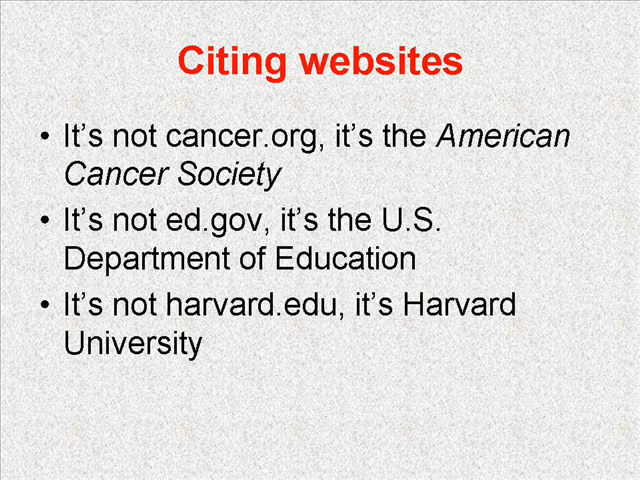 Citing websites
• It’s not cancer.org, it’s the American
Cancer Society
• It’s not ed.gov, it’s the U.S.
Department of Education
• It’s not harvard.edu, it’s Harvard
University